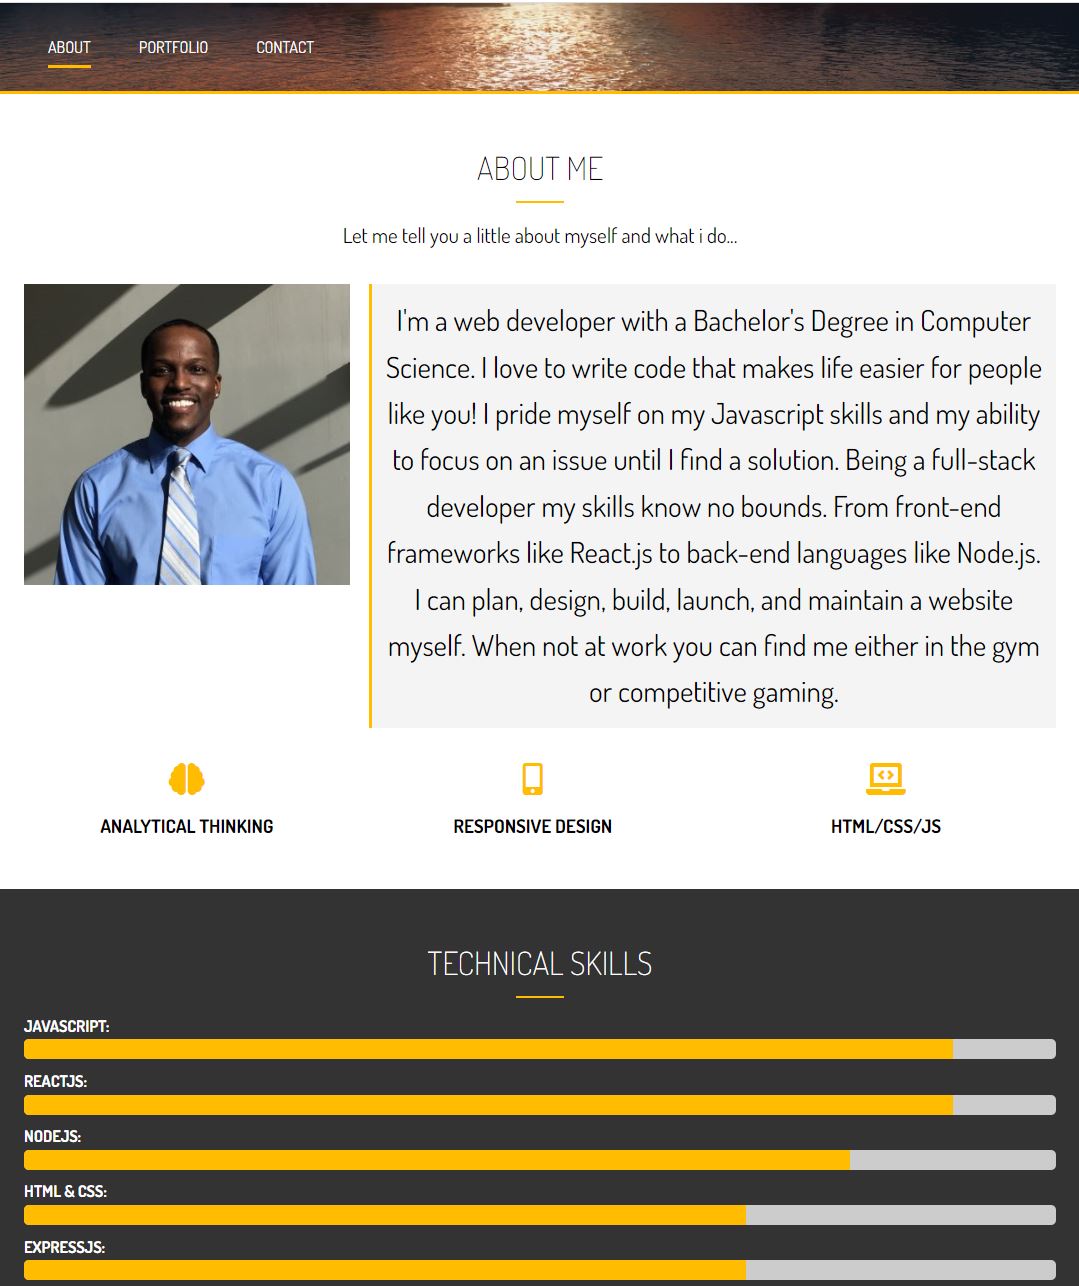 ABOUT PORTFOLIO CONTACT
ABOUT ME
Let me tell you a little about myself and what i do...
I'm a web developer with a Bachelor's Degree in Computer
Science. I love to write code that makes life easier for people
like you! I pride myself on my Javascript skills and my ability
to focus on an issue until I find a solution. Being a full-stack
developer my skills know no bounds. From front-end
frameworks like React.js to back-end languages like Node.js.
I can plan, design, build, launch, and maintain a website
myself. When not at work you can find me either in the gym
or competitive gaming.
ANALYTICAL THINKING
RESPONSIVE DESIGN
HTML/CSS/JS
TECHNICAL SKILLS
JAVASCRIPT:
REACTJS:
NODEJS:
HTML & CSS:
EXPRESSJS: